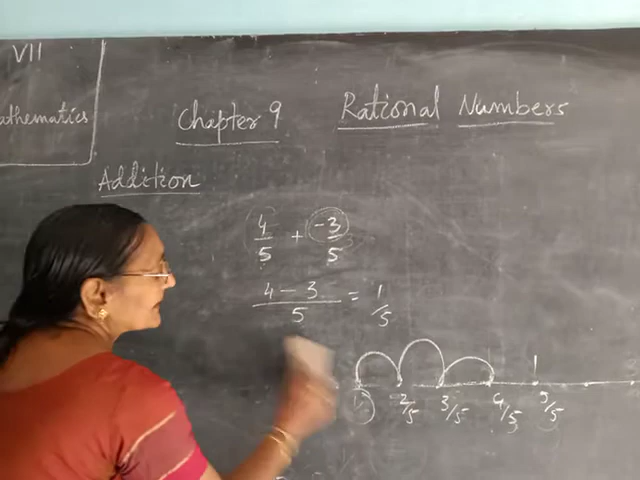 VII
athematics
Chapter 9 Rational Numbers
Addition
4/5 + -3/5
4 - 3 / 5 = 1/5
1
2/5 3/5 4/5 5/5